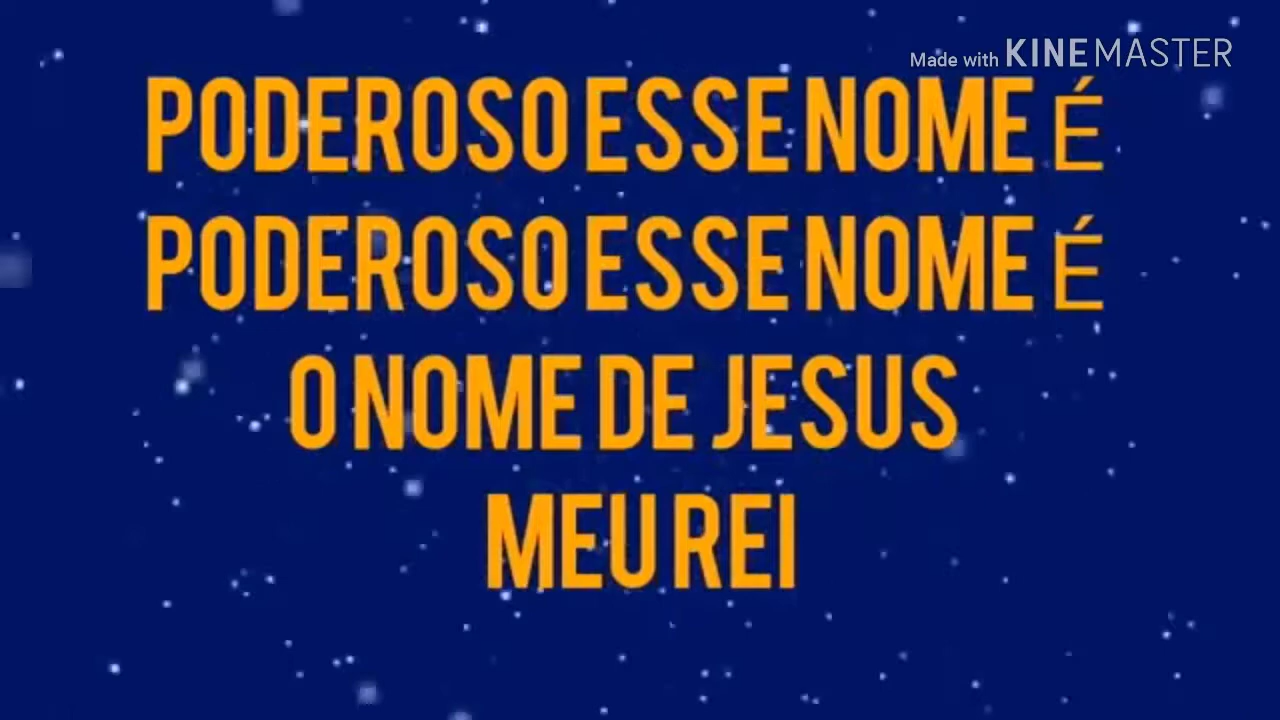 Made with KINEMASTER
PODEROSO ESSE NOME É
PODEROSO ESSE NOME É
O NOME DE JESUS
MEU REI